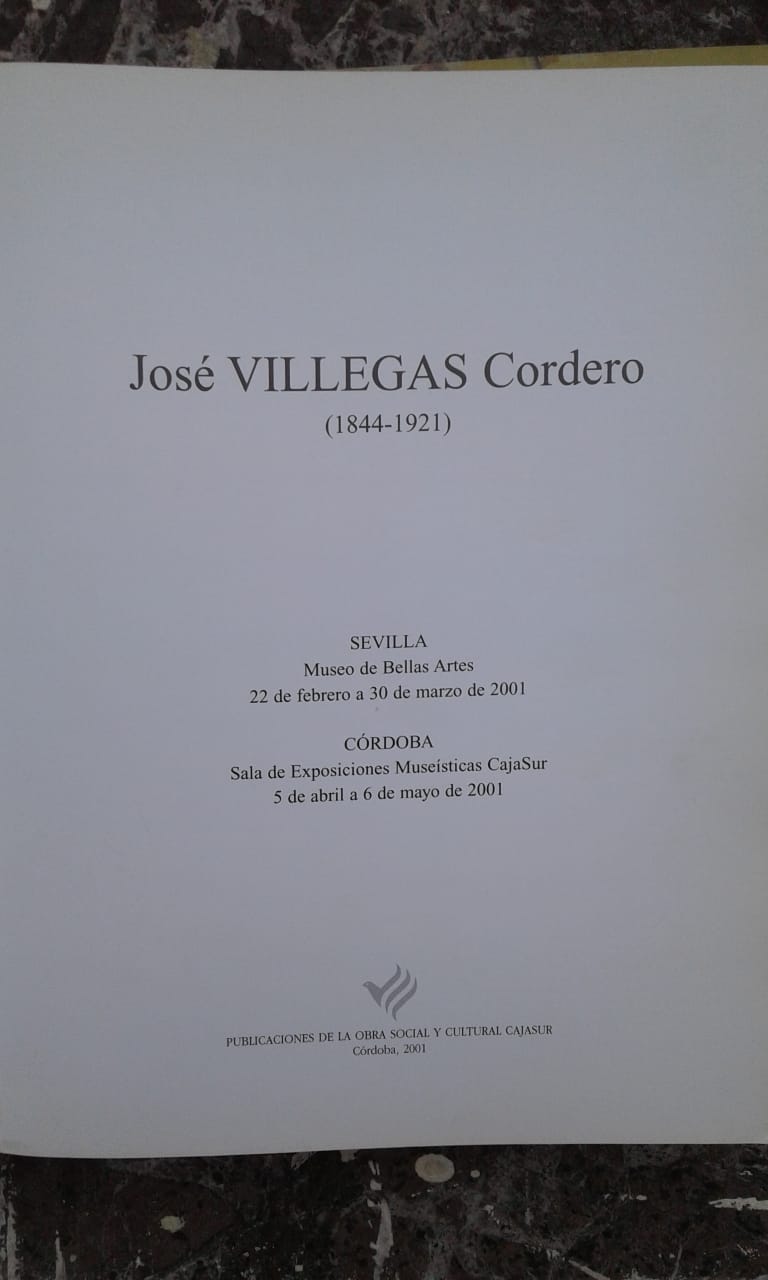 José VILLEGAS Cordero
(1844-1921)
SEVILLA
Museo de Bellas Artes
22 de febrero a 30 de marzo de 2001
CÓRDOBA
Sala de Exposiciones Museísticas CajaSur
5 de abril a 6 de mayo de 2001
PUBLICACIONES DE LA OBRA SOCIAL Y CULTURAL CAJASUR
Córdoba, 2001